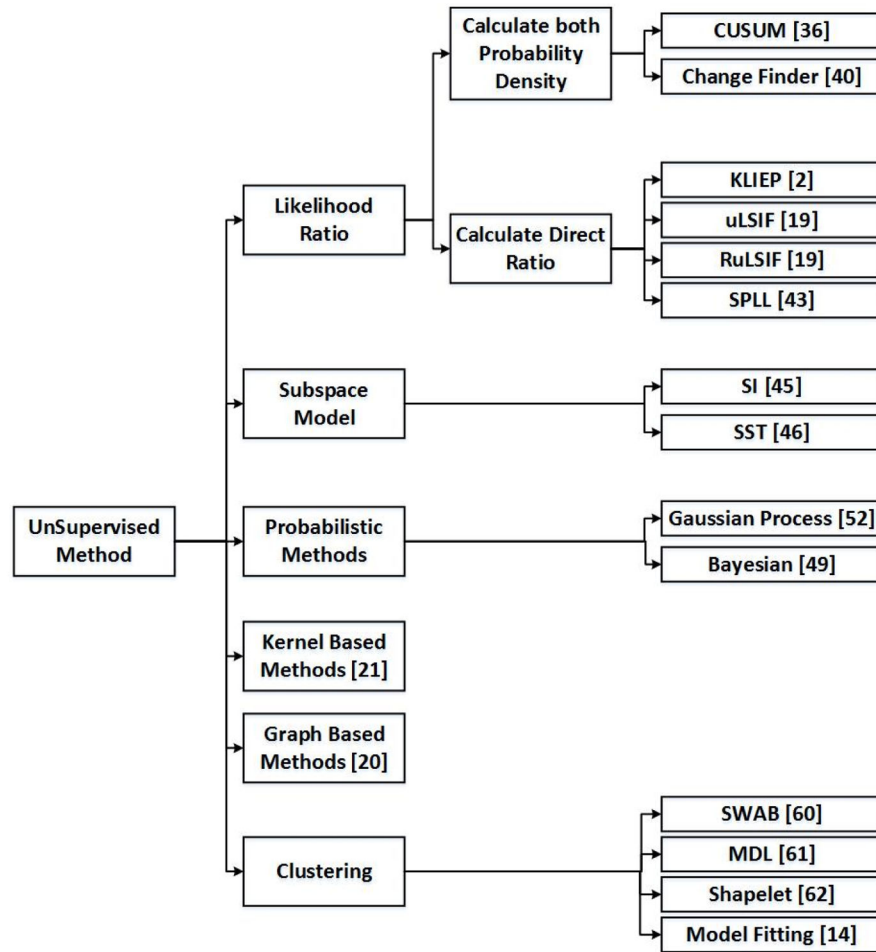 UnSupervised
Method
Likelihood
Ratio
Calculate both
Probability
Density
CUSUM [36]
Change Finder [40]
Calculate Direct
Ratio
KLIEP [2]
uLSIF [19]
RuLSIF [19]
SPLL [43]
Subspace
Model
SI [45]
SST [46]
Probabilistic
Methods
Gaussian Process [52]
Bayesian [49]
Kernel Based
Methods [21]
Graph Based
Methods [20]
Clustering
SWAB [60]
MDL [61]
Shapelet [62]
Model Fitting [14]